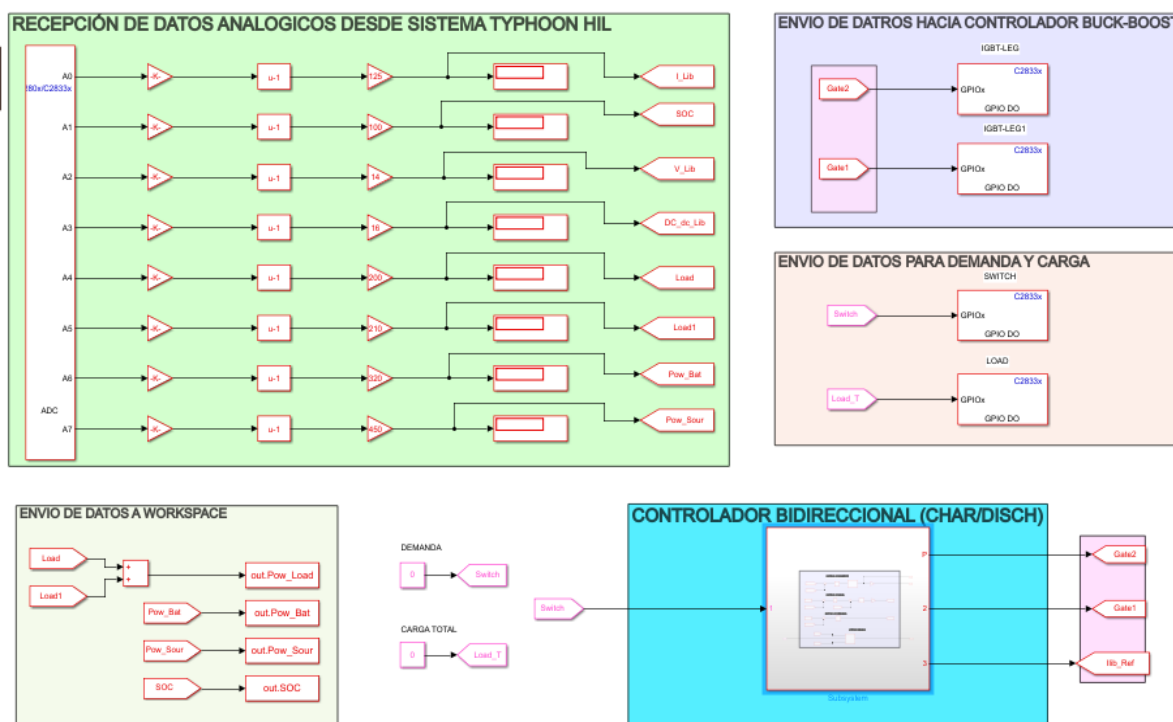 RECEPCIÓN DE DATOS ANALOGICOS DESDE SISTEMA TYPHOON HIL
80x/C2833x
ADC
A0
-K-
u-1
125
I_Lib
A1
-K-
u-1
100
SOC
A2
-K-
u-1
14
V_Lib
A3
-K-
u-1
16
DC_dc_Lib
A4
-K-
u-1
200
Load
A5
-K-
u-1
210
Load1
A6
-K-
u-1
320
Pow_Bat
A7
-K-
u-1
450
Pow_Sour
ENVIO DE DATROS HACIA CONTROLADOR BUCK-BOOST
IGBT-LEG
Gate2
C2833x
GPIOx
GPIO DO
IGBT-LEG1
Gate1
C2833x
GPIOx
GPIO DO
ENVIO DE DATOS PARA DEMANDA Y CARGA
SWITCH
Switch
C2833x
GPIOx
GPIO DO
LOAD
Load_T
C2833x
GPIOx
GPIO DO
ENVIO DE DATOS A WORKSPACE
Load
+
Load1
+
out.Pow_Load
Pow_Bat
out.Pow_Bat
Pow_Sour
out.Pow_Sour
SOC
out.SOC
DEMANDA
0
Switch
CARGA TOTAL
0
Load_T
CONTROLADOR BIDIRECCIONAL (CHAR/DISCH)
Switch
1
P
2
3
Subsystem
Gate2
Gate1
Ilib_Ref